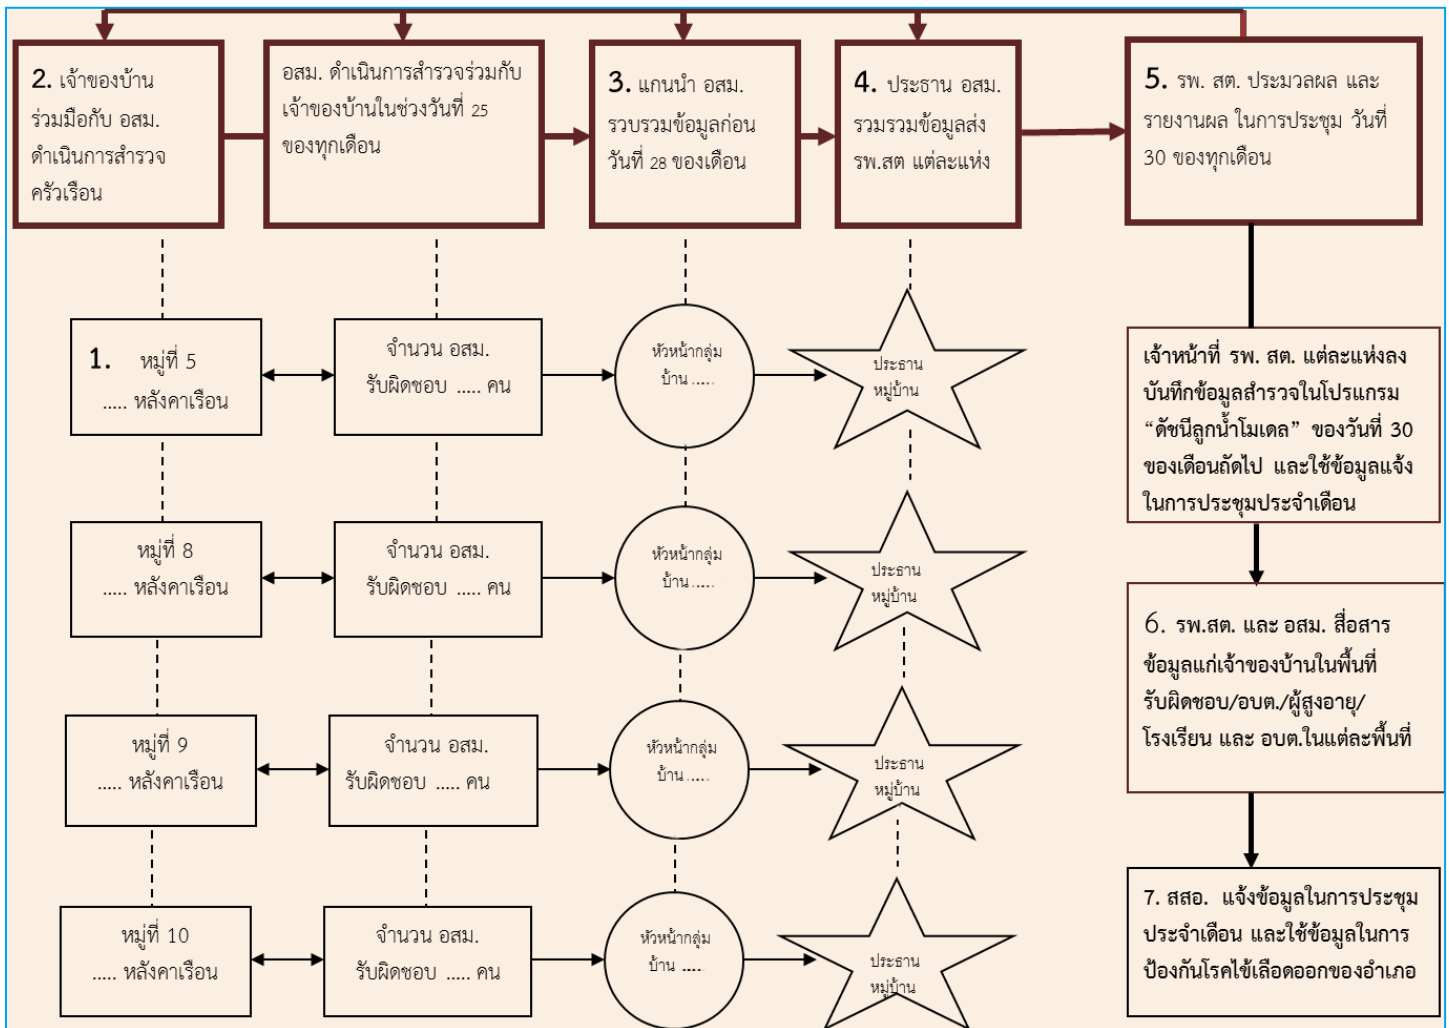 2. เจ้าของบ้าน
ร่วมมือกับ อสม.
ดำเนินการสำรวจ
ครัวเรือน
อสม. ดำเนินการสำรวจร่วมกับ
เจ้าของบ้านในช่วงวันที่ 25
ของทุกเดือน
3. แกนนำ อสม.
รวบรวมข้อมูลก่อน
วันที่ 28 ของเดือน
4. ประธาน อสม.
รวมรวมข้อมูลส่ง
รพ.สต แต่ละแห่ง
5. รพ. สต. ประมวลผล และ
รายงานผล ในการประชุม วันที่
30 ของทุกเดือน
1. หมู่ที่ 5
..... หลังคาเรือน
จำนวน อสม.
รับผิดชอบ ..... คน
หัวหน้ากลุ่ม
บ้าน .....
ประธาน
หมู่บ้าน
หมู่ที่ 8
..... หลังคาเรือน
จำนวน อสม.
รับผิดชอบ ..... คน
หัวหน้ากลุ่ม
บ้าน .....
ประธาน
หมู่บ้าน
หมู่ที่ 9
..... หลังคาเรือน
จำนวน อสม.
รับผิดชอบ ..... คน
หัวหน้ากลุ่ม
บ้าน .....
ประธาน
หมู่บ้าน
หมู่ที่ 10
..... หลังคาเรือน
จำนวน อสม.
รับผิดชอบ ..... คน
หัวหน้ากลุ่ม
บ้าน .....
ประธาน
หมู่บ้าน
เจ้าหน้าที่ รพ. สต. แต่ละแห่งลง
บันทึกข้อมูลสำรวจในโปรแกรม
“ดัชนีลูกน้ำโมเดล” ของวันที่ 30
ของเดือนถัดไป และใช้ข้อมูลแจ้ง
ในการประชุมประจำเดือน
6. รพ.สต. และ อสม. สื่อสาร
ข้อมูลแก่เจ้าของบ้านในพื้นที่
รับผิดชอบ/อบต./ผู้สูงอายุ/
โรงเรียน และ อบต.ในแต่ละพื้นที่
7. สสอ. แจ้งข้อมูลในการประชุม
ประจำเดือน และใช้ข้อมูลในการ
ป้องกันโรคไข้เลือดออกของอำเภอ